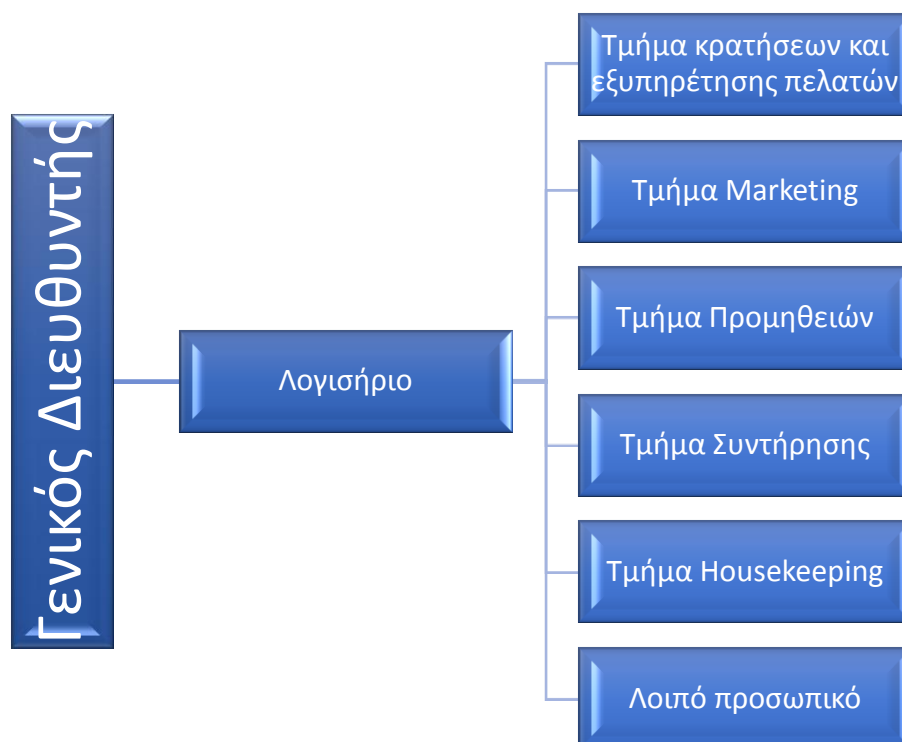 Γενικός Διευθυντής
Λογισήριο
Τμήμα κρατήσεων και
εξυπηρέτησης πελατών
Τμήμα Marketing
Τμήμα Προμηθειών
Τμήμα Συντήρησης
Τμήμα Housekeeping
Λοιπό προσωπικό